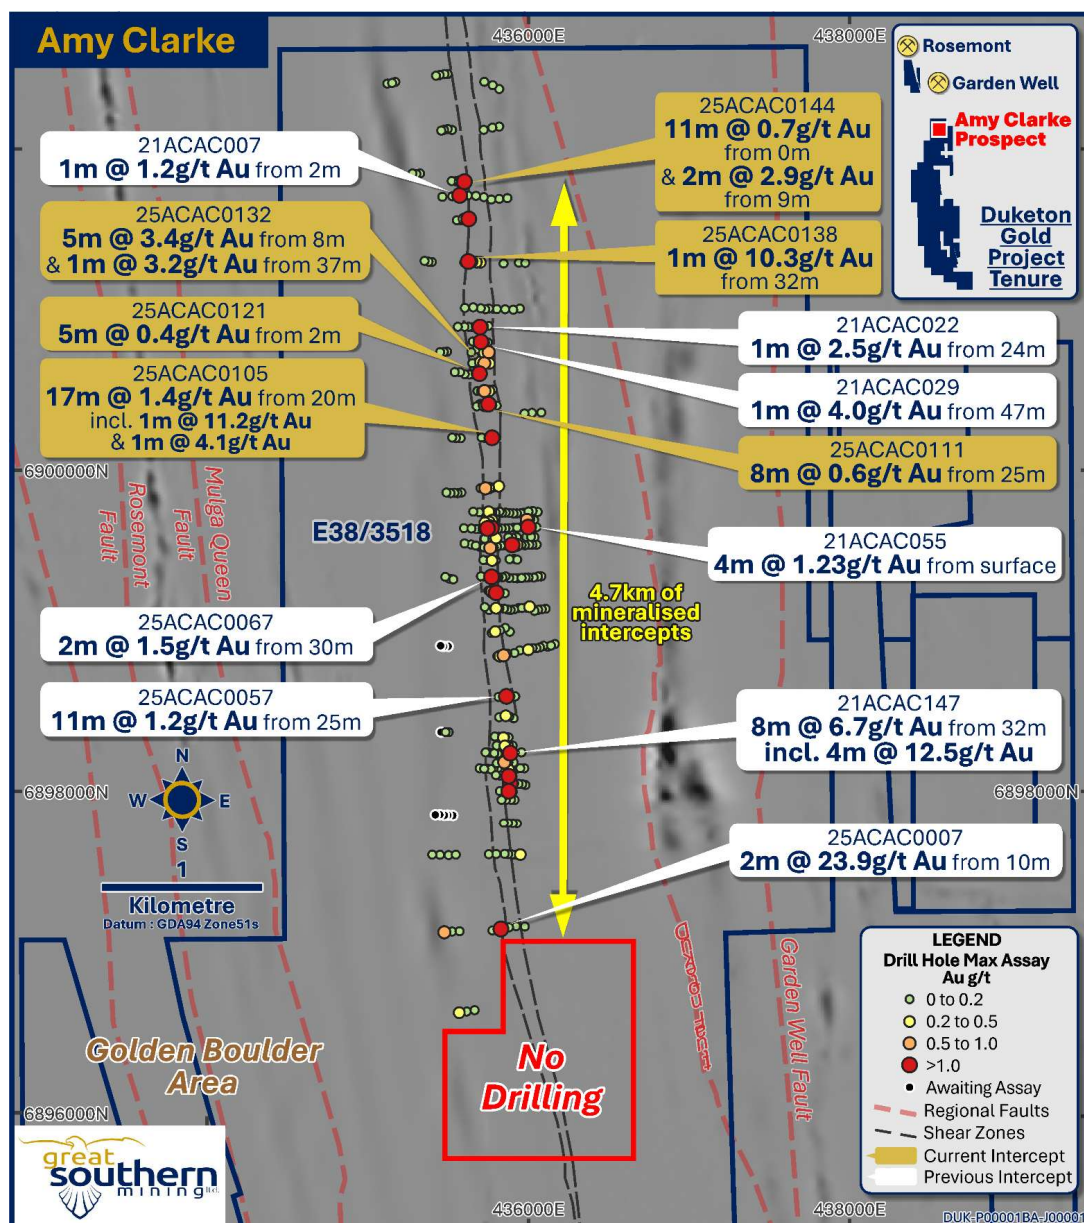 Amy Clarke
436000E
438000E
Rosemont
Garden Well
Amy Clarke
Prospect
Duketon
Gold
Project
Tenure
25ACAC0144
11m @ 0.7g/t Au
from 0m
& 2m @ 2.9g/t Au
from 9m
21ACAC007
1m @ 1.2g/t Au from 2m
25ACAC0132
5m @ 3.4g/t Au from 8m
& 1m @ 3.2g/t Au from 37m
25ACAC0138
1m @ 10.3g/t Au
from 32m
25ACAC0121
5m @ 0.4g/t Au from 2m
21ACAC022
1m @ 2.5g/t Au from 24m
25ACAC0105
17m @ 1.4g/t Au from 20m
incl. 1m @ 11.2g/t Au
& 1m @ 4.1g/t Au
21ACAC029
1m @ 4.0g/t Au from 47m
25ACAC0111
8m @ 0.6g/t Au from 25m
6900000N
Rosemont
Fault
Mulga Queen
Fault
E38/3518
21ACAC055
4m @ 1.23g/t Au from surface
4.7km of
mineralised
intercepts
25ACAC0067
2m @ 1.5g/t Au from 30m
25ACAC0057
11m @ 1.2g/t Au from 25m
21ACAC147
8m @ 6.7g/t Au from 32m
incl. 4m @ 12.5g/t Au
N
W
E
S
6898000N
25ACAC0007
2m @ 23.9g/t Au from 10m
1
Kilometre
Datum : GDA94 Zone51s
Garden Well Fault
Golden Boulder
Area
No
Drilling
6896000N
LEGEND
Drill Hole Max Assay
Au g/t
0 to 0.2
0.2 to 0.5
0.5 to 1.0
>1.0
Awaiting Assay
Regional Faults
Shear Zones
Current Intercept
Previous Intercept
great
southern
mining ltd.
436000E
438000E
DUK-P00001BA-J00001